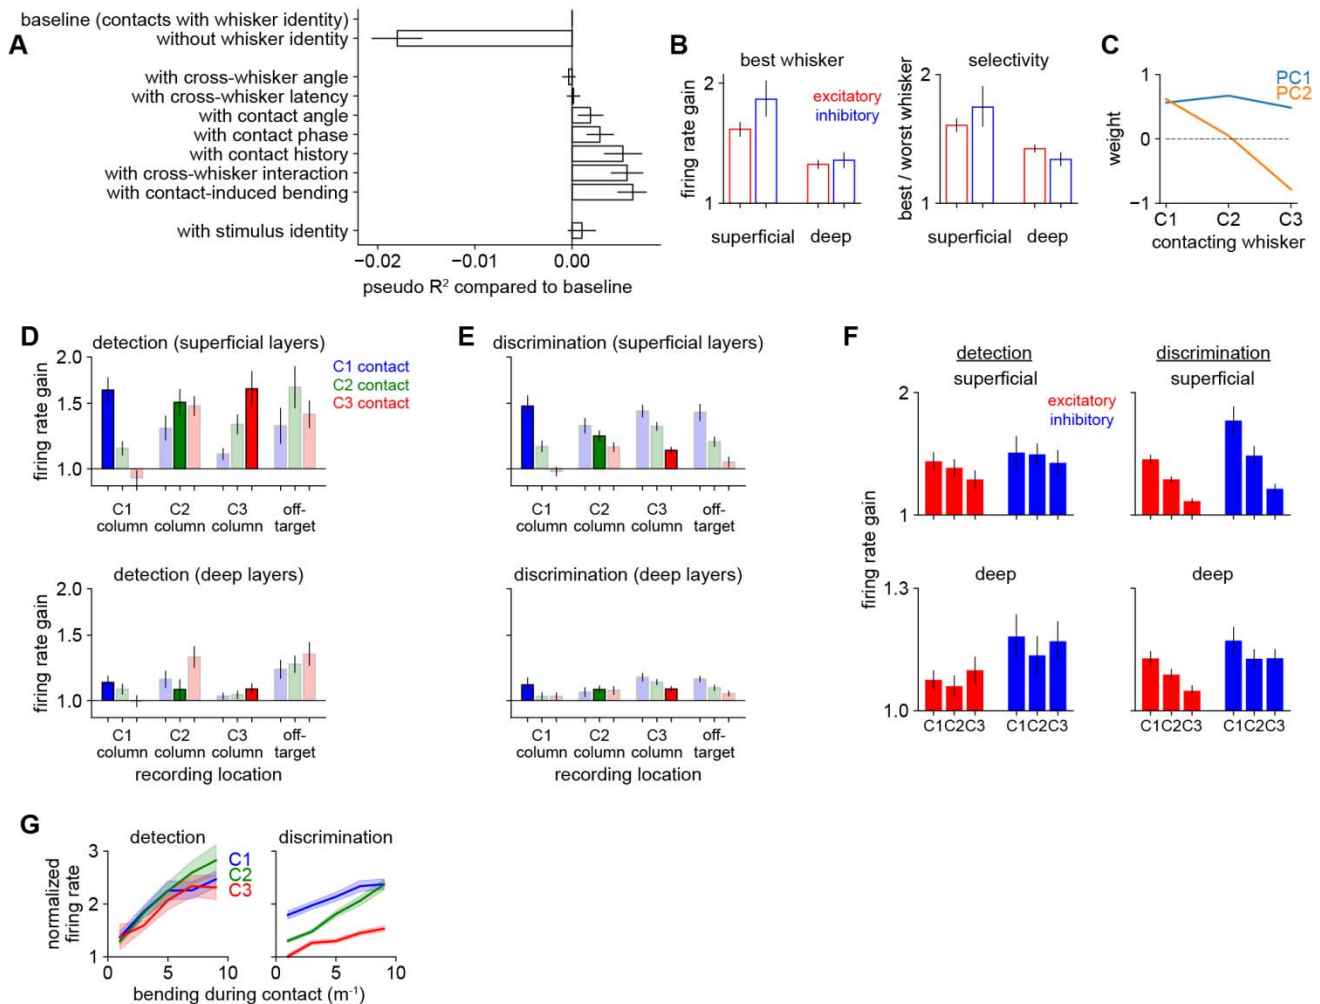 A
baseline (contacts with whisker identity)
without whisker identity
with cross-whisker angle
with cross-whisker latency
with contact angle
with contact phase
with contact history
with cross-whisker interaction
with contact-induced bending
with stimulus identity
−0.02 −0.01 0.00
pseudo R² compared to baseline
B
best whisker
2
1
firing rate gain
excitatory
inhibitory
superficial deep
selectivity
2
1
best / worst whisker
superficial deep
C
1
0
−1
weight
PC1
PC2
C1 C2 C3
contacting whisker
D
detection (superficial layers)
2.0
1.5
1.0
firing rate gain
C1 contact
C2 contact
C3 contact
C1 C2 C3 off-
column column column target
detection (deep layers)
2.0
1.5
1.0
firing rate gain
C1 C2 C3 off-
column column column target
recording location
E
discrimination (superficial layers)
C1 C2 C3 off-
column column column target
discrimination (deep layers)
C1 C2 C3 off-
column column column target
recording location
F
detection discrimination
superficial superficial
2
1
excitatory
inhibitory
firing rate gain
deep deep
1.3
1.0
C1C2C3 C1C2C3 C1C2C3 C1C2C3
G
detection discrimination
3
2
1
normalized
firing rate
C1
C2
C3
0 5 10 0 5 10
bending during contact (m⁻¹)